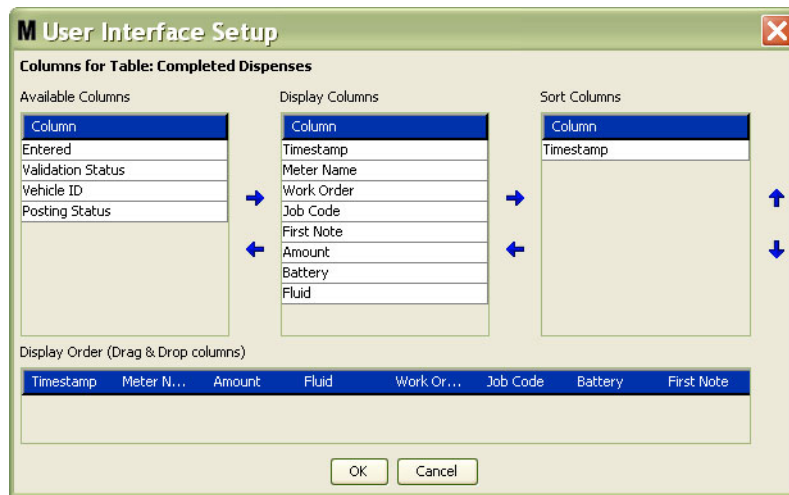 M User Interface Setup
Columns for Table: Completed Dispenses
Available Columns
Column
Entered
Validation Status
Vehicle ID
Posting Status
Display Columns
Column
Timestamp
Meter Name
Work Order
Job Code
First Note
Amount
Battery
Fluid
Sort Columns
Column
Timestamp
Display Order (Drag & Drop columns)
Timestamp Meter N... Amount Fluid Work Or... Job Code Battery First Note
OK Cancel